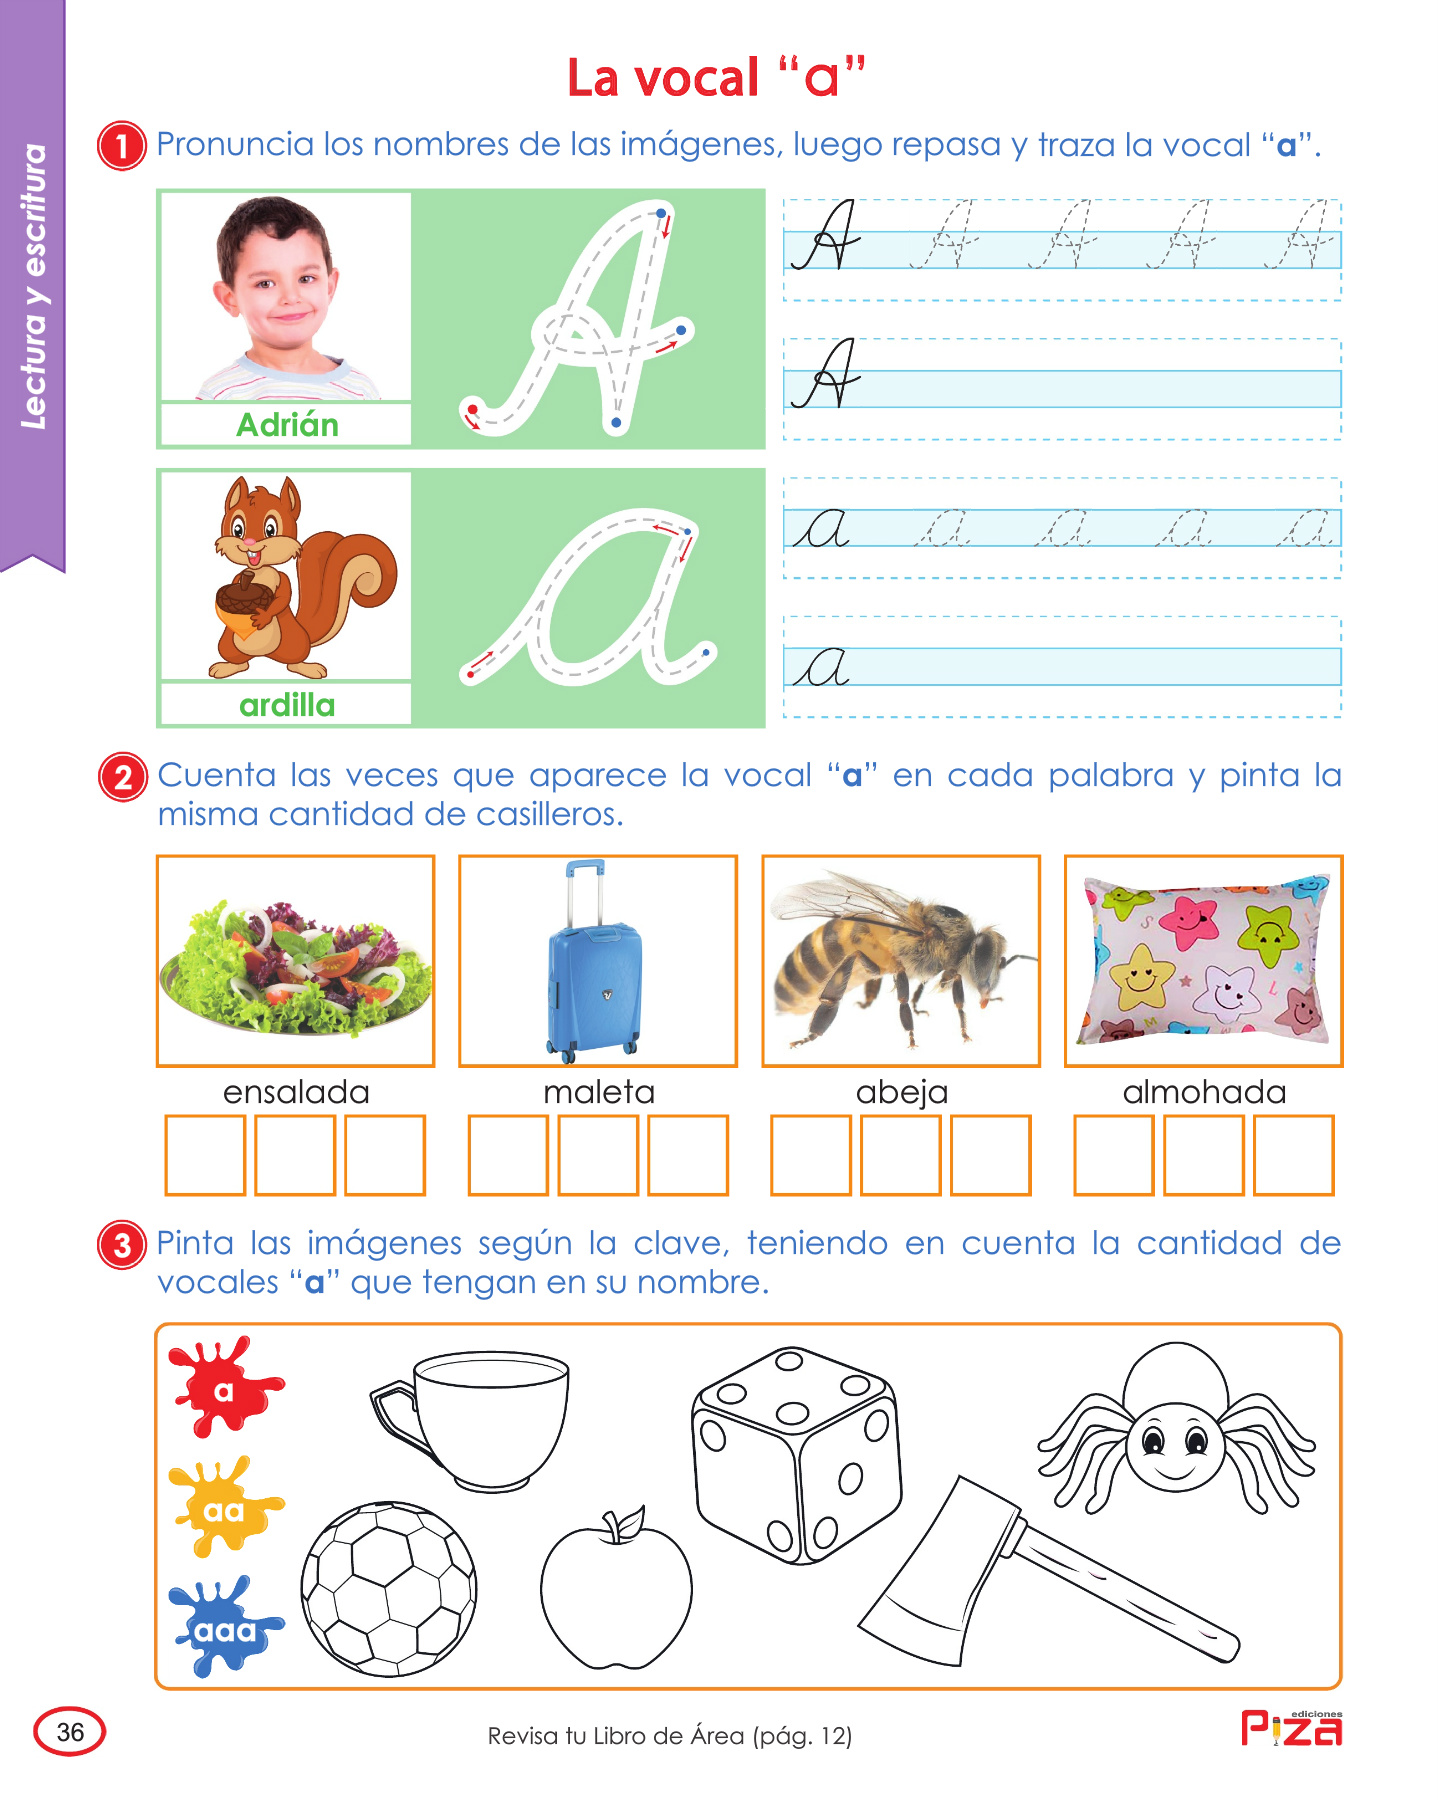 La vocal “a”
Lectura y escritura
1 Pronuncia los nombres de las imágenes, luego repasa y traza la vocal “a”.
A
A A A A A
Adrián
A
a
a a a a a
ardilla
a
2 Cuenta las veces que aparece la vocal “a” en cada palabra y pinta la
misma cantidad de casilleros.
ensalada maleta abeja almohada
3 Pinta las imágenes según la clave, teniendo en cuenta la cantidad de
vocales “a” que tengan en su nombre.
a
aa
aaa
36
Revisa tu Libro de Área (pág. 12)
ediciones
Piza